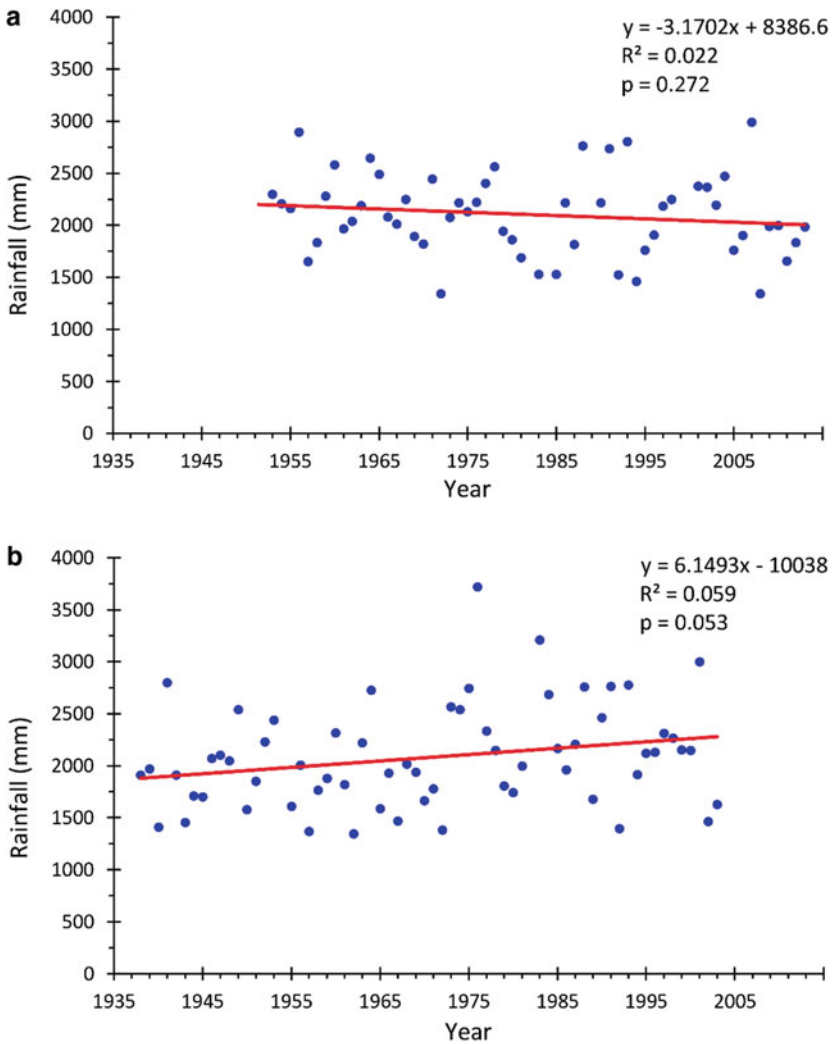 a
y = -3.1702x + 8386.6
R² = 0.022
p = 0.272
4000
3500
3000
2500
2000
1500
1000
500
0
Rainfall (mm)
1935 1945 1955 1965 1975 1985 1995 2005
Year
b
y = 6.1493x - 10038
R² = 0.059
p = 0.053
4000
3500
3000
2500
2000
1500
1000
500
0
Rainfall (mm)
1935 1945 1955 1965 1975 1985 1995 2005
Year